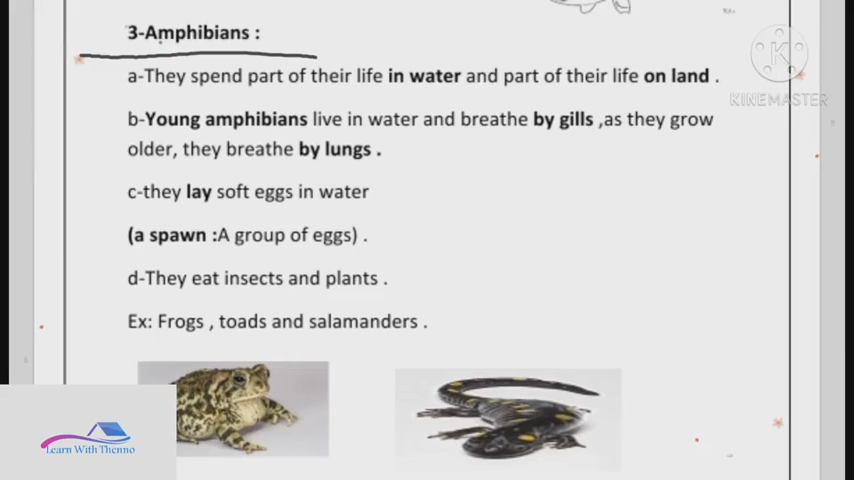 3-Amphibians :
a-They spend part of their life in water and part of their life on land .
KINEMASTER
b-Young amphibians live in water and breathe by gills ,as they grow
older, they breathe by lungs .
c-they lay soft eggs in water
(a spawn :A group of eggs) .
d-They eat insects and plants .
Ex: Frogs , toads and salamanders .
Learn With Thenno